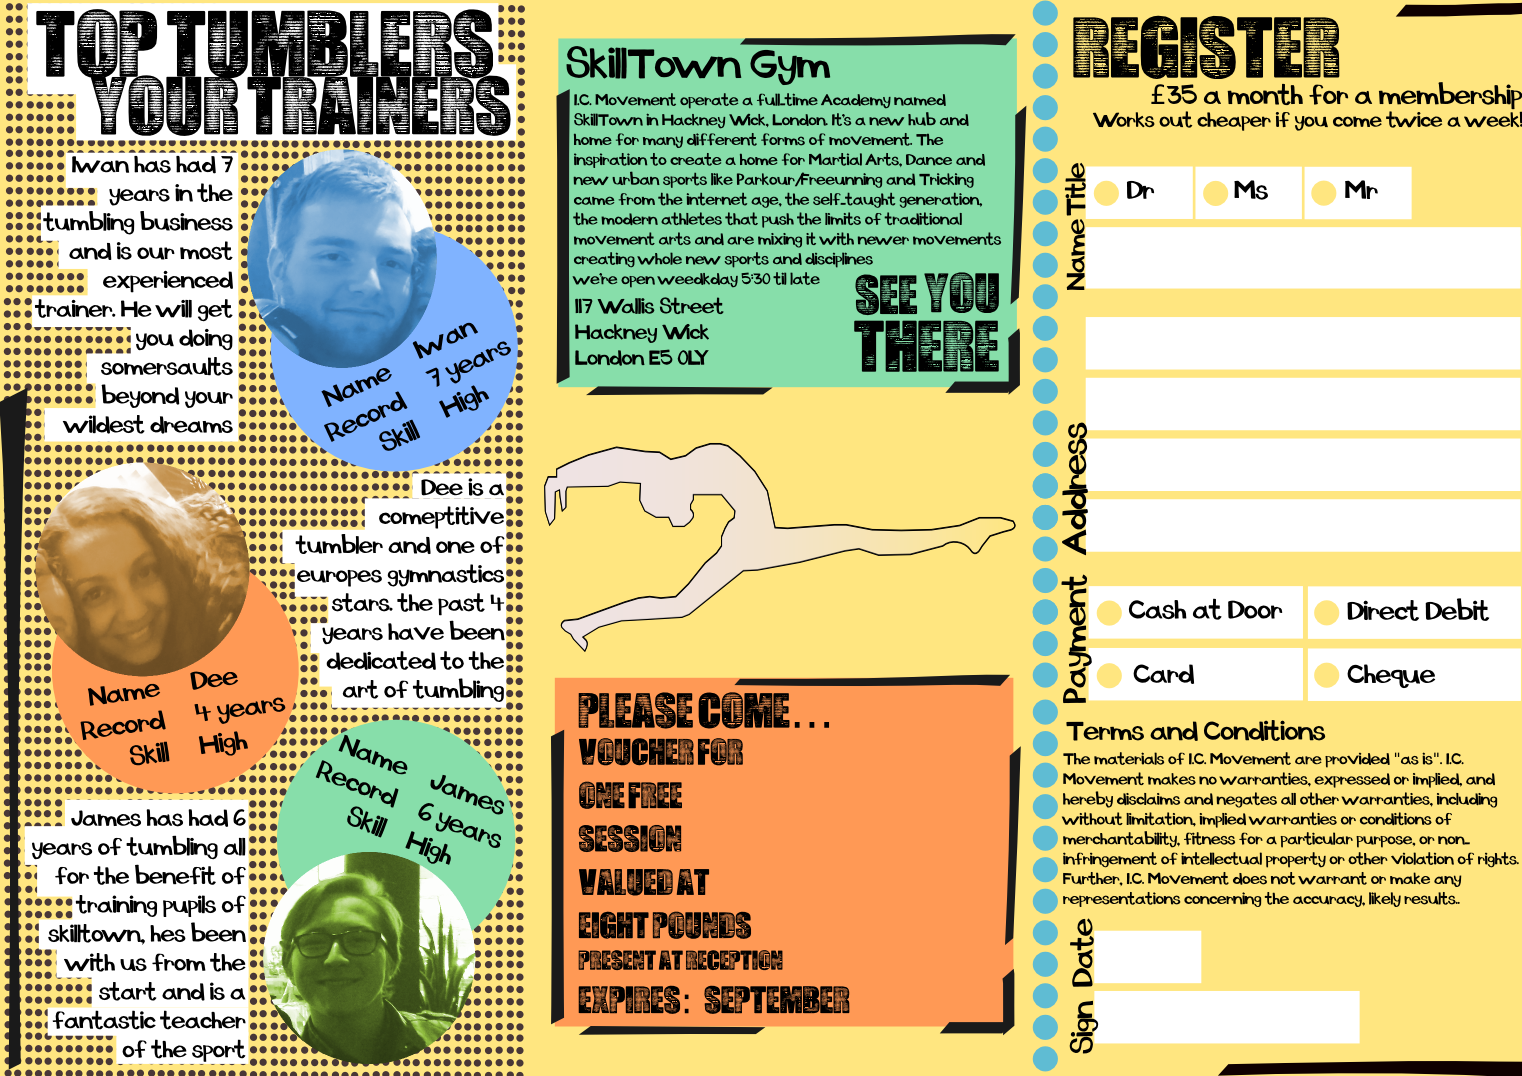 TOP TUMBLERS
YOUR TRAINERS
Iwan has had 7
years in the
tumbling business
and is our most
experienced
trainer. He will get
you doing
somersaults
beyond your
wildest dreams
Name Iwan
Record 7 years
Skill High
Dee is a
comeptitive
tumbler and one of
europes gymnastics
stars. the past 4
years have been
dedicated to the
art of tumbling
Name Dee
Record 4 years
Skill High
Name James
Record 6 years
Skill High
James has had 6
years of tumbling all
for the benefit of
training pupils of
skilltown, hes been
with us from the
start and is a
fantastic teacher
of the sport
SkillTown Gym
I.C. Movement operate a full-time Academy named
SkillTown in Hackney Wick, London. It's a new hub and
home for many different forms of movement. The
inspiration to create a home for Martial Arts, Dance and
new urban sports like Parkour/Freeunning and Tricking
came from the internet age, the self-taught generation,
the modern athletes that push the limits of traditional
movement arts and are mixing it with newer movements
creating whole new sports and disciplines
we're open weedkday 5:30 til late
117 Wallis Street
Hackney Wick
London E5 0LY
SEE YOU
THERE
PLEASE COME...
VOUCHER FOR
ONE FREE
SESSION
VALUED AT
EIGHT POUNDS
PRESENT AT RECEPTION
EXPIRES: SEPTEMBER
REGISTER
£35 a month for a membership
Works out cheaper if you come twice a week!
Title
Dr
Ms
Mr
Name
Address
Payment
Cash at Door
Direct Debit
Card
Cheque
Terms and Conditions
The materials of I.C. Movement are provided "as is". I.C.
Movement makes no warranties, expressed or implied, and
hereby disclaims and negates all other warranties, including
without limitation, implied warranties or conditions of
merchantability, fitness for a particular purpose, or non-
infringement of intellectual property or other violation of rights.
Further, I.C. Movement does not warrant or make any
representations concerning the accuracy, likely results..
Date
Sign